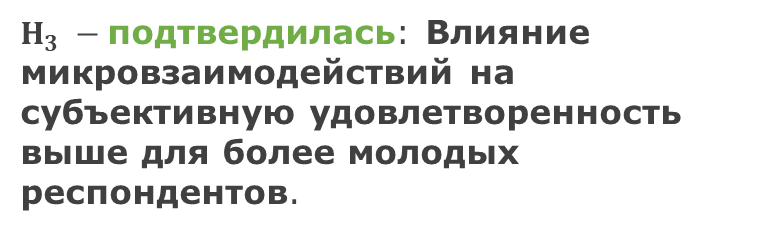 H₃ – подтвердилась: Влияние
микровзаимодействий на
субъективную удовлетворенность
выше для более молодых
респондентов.